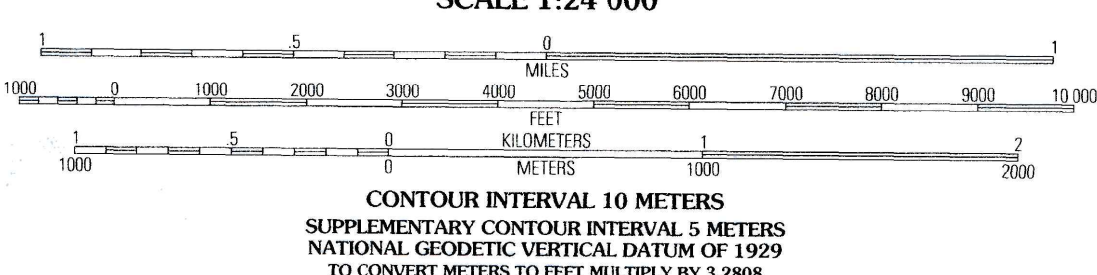 SCALE 1:24 000
1 .5 0 1
MILES
1000 0 1000 2000 3000 4000 5000 6000 7000 8000 9000 10 000
FEET
1 .5 0 KILOMETERS 1 2
1000 0 METERS 1000 2000
CONTOUR INTERVAL 10 METERS
SUPPLEMENTARY CONTOUR INTERVAL 5 METERS
NATIONAL GEODETIC VERTICAL DATUM OF 1929
TO CONVERT METERS TO FEET MULTIPLY BY 3.2808